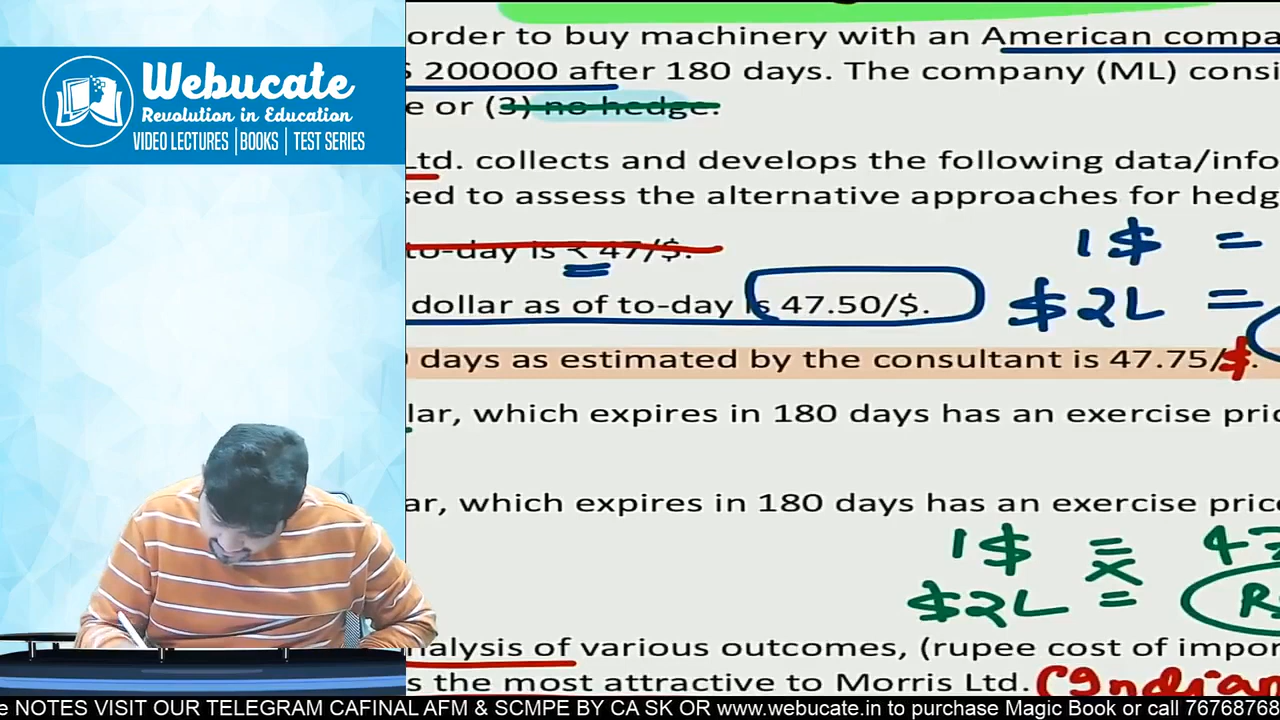 Webucate
Revolution in Education
VIDEO LECTURES | BOOKS | TEST SERIES
order to buy machinery with an American compa
$ 200000 after 180 days. The company (ML) consi
e or (3) no hedge.
Ltd. collects and develops the following data/info
sed to assess the alternative approaches for hedg
to-day is ₹ 47/$.
1$ =
dollar as of to-day is 47.50/$.
$2L =
days as estimated by the consultant is 47.75/$.
lar, which expires in 180 days has an exercise pric
ar, which expires in 180 days has an exercise price
1$ = 47
$2L = Rs
nalysis of various outcomes, (rupee cost of impor
s the most attractive to Morris Ltd.
Indian
e NOTES VISIT OUR TELEGRAM CAFINAL AFM & SCMPE BY CA SK OR www.webucate.in to purchase Magic Book or call 76768768